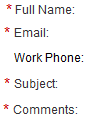 * Full Name:
* Email:
Work Phone:
* Subject:
* Comments: